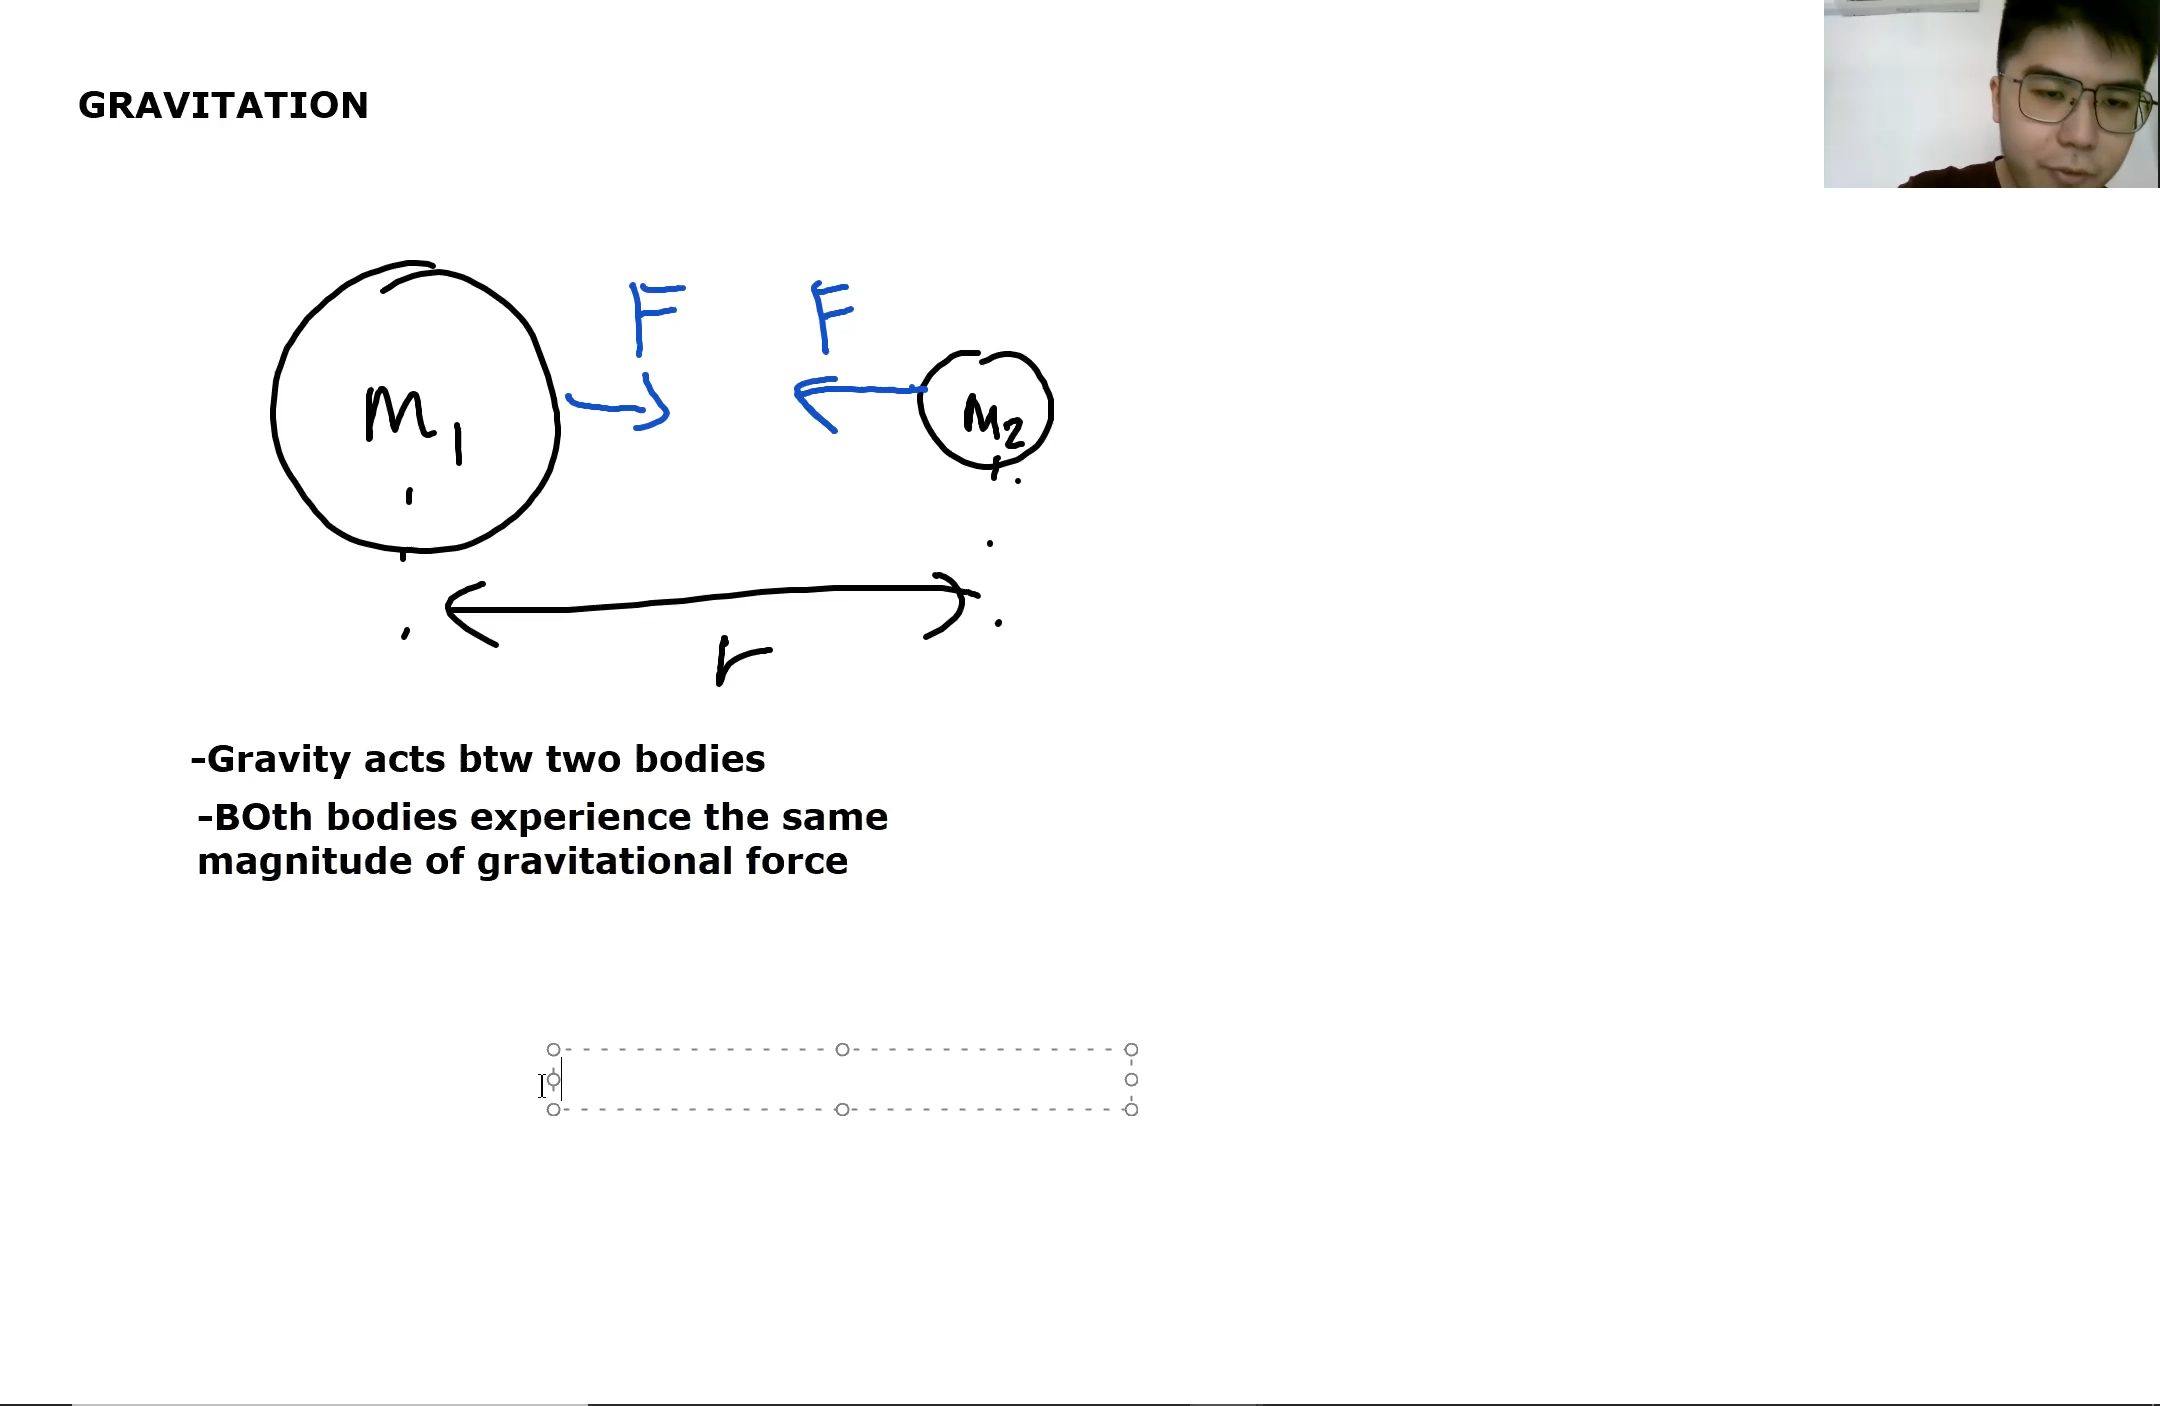 GRAVITATION
F F
M1
M2
r
-Gravity acts btw two bodies
-BOth bodies experience the same
magnitude of gravitational force